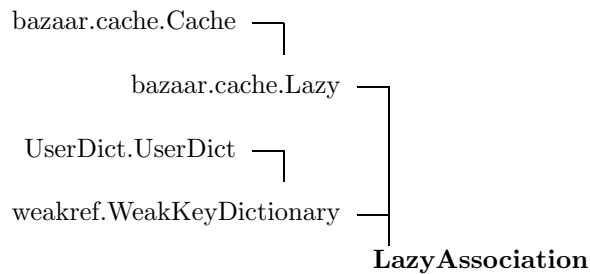 bazaar.cache.Cache
bazaar.cache.Lazy
UserDict.UserDict
weakref.WeakKeyDictionary
LazyAssociation